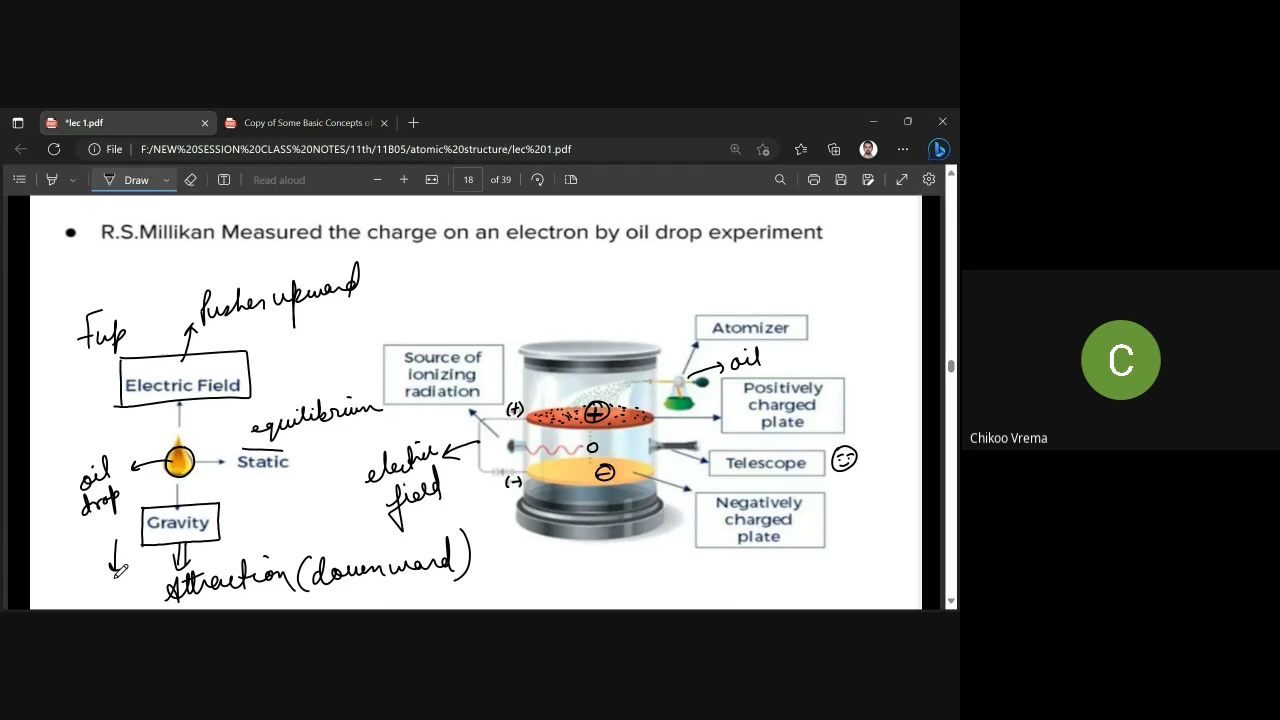 *lec 1.pdf
Copy of Some Basic Concepts of
File
F:/NEW%20SESSION%20CLASS%20NOTES/11th/11B05/atomic%20structure/lec%201.pdf
Draw
Read aloud
18 of 39
• R.S.Millikan Measured the charge on an electron by oil drop experiment
Pushes upward
Fup
Electric Field
equilibrium
Static
oil
drop
Gravity
Attraction (downward)
Source of
ionizing
radiation
Atomizer
oil
Positively
charged
plate
(+)
+
electric
field
Telescope
(-)
-
Negatively
charged
plate
C
Chikoo Vrema